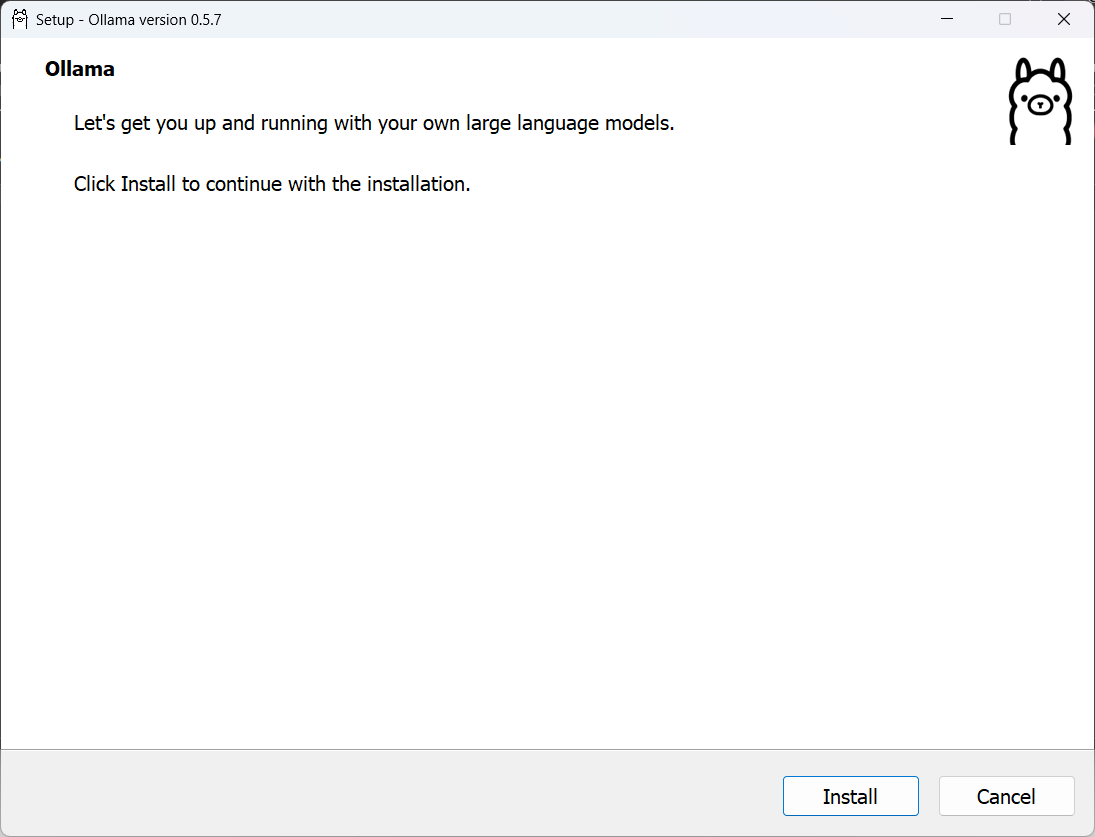 Setup - Ollama version 0.5.7
Ollama
Let's get you up and running with your own large language models.
Click Install to continue with the installation.
Install
Cancel